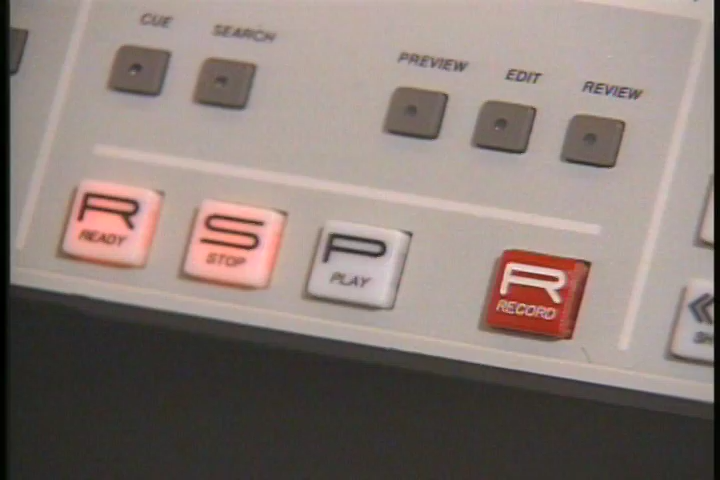 CUE SEARCH
PREVIEW EDIT REVIEW
R S P R
READY STOP PLAY RECORD